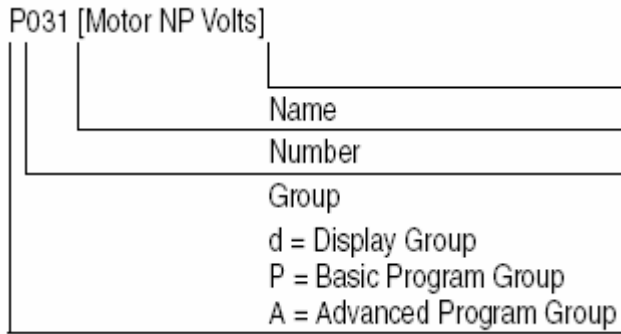 P031 [Motor NP Volts]
Name
Number
Group
d = Display Group
P = Basic Program Group
A = Advanced Program Group